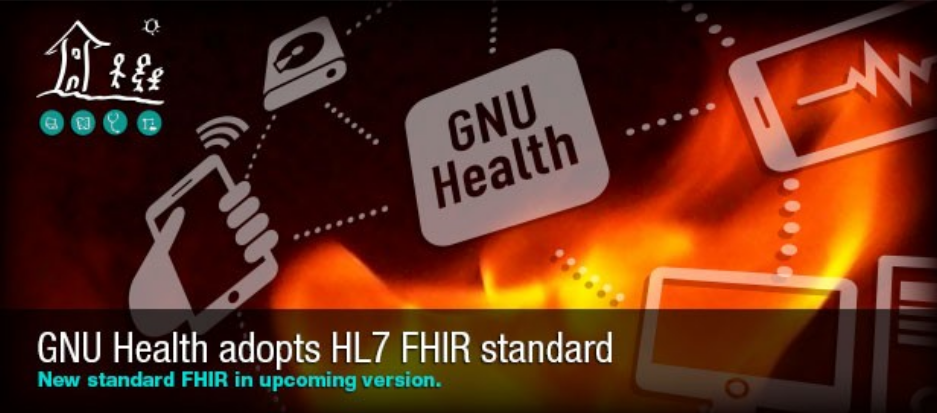 GNU
Health
GNU Health adopts HL7 FHIR standard
New standard FHIR in upcoming version.